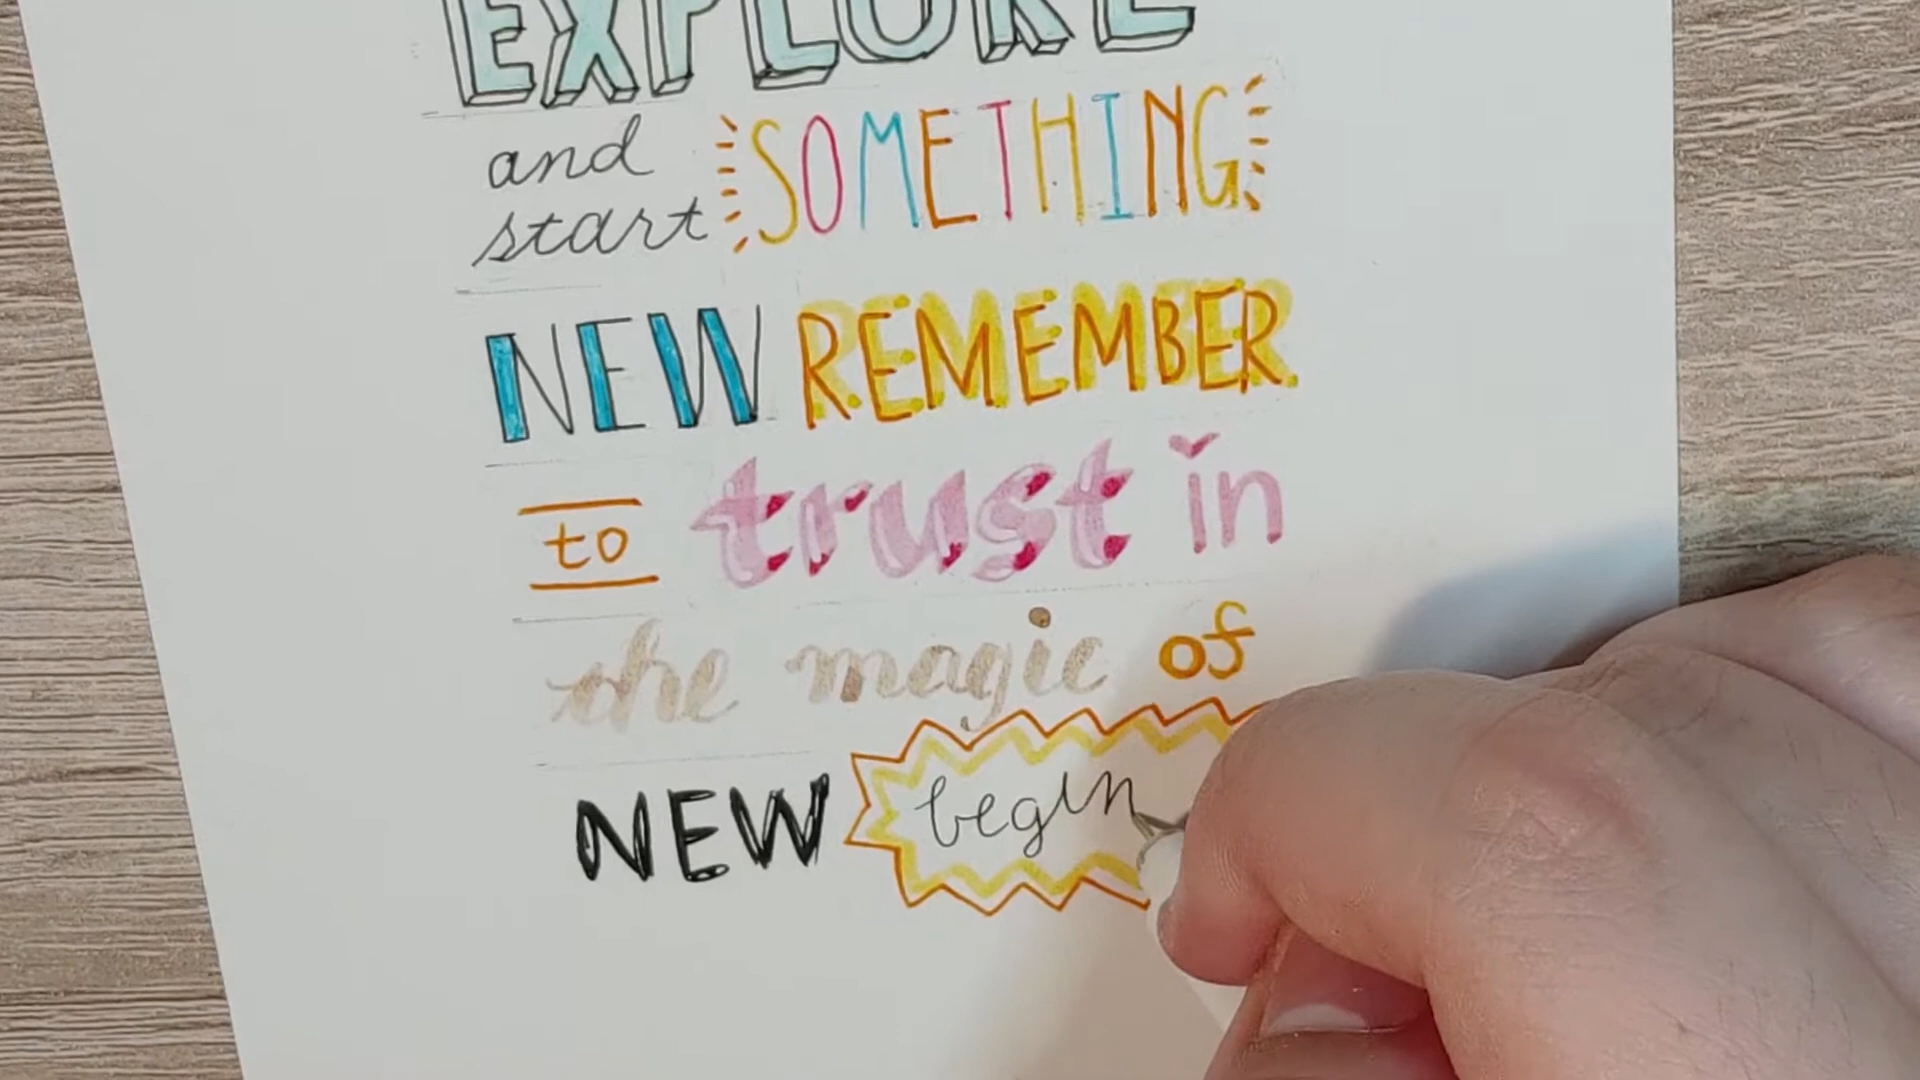 EXPLORE
and
start SOMETHING
NEW REMEMBER
to trust in
the magic of
NEW begin